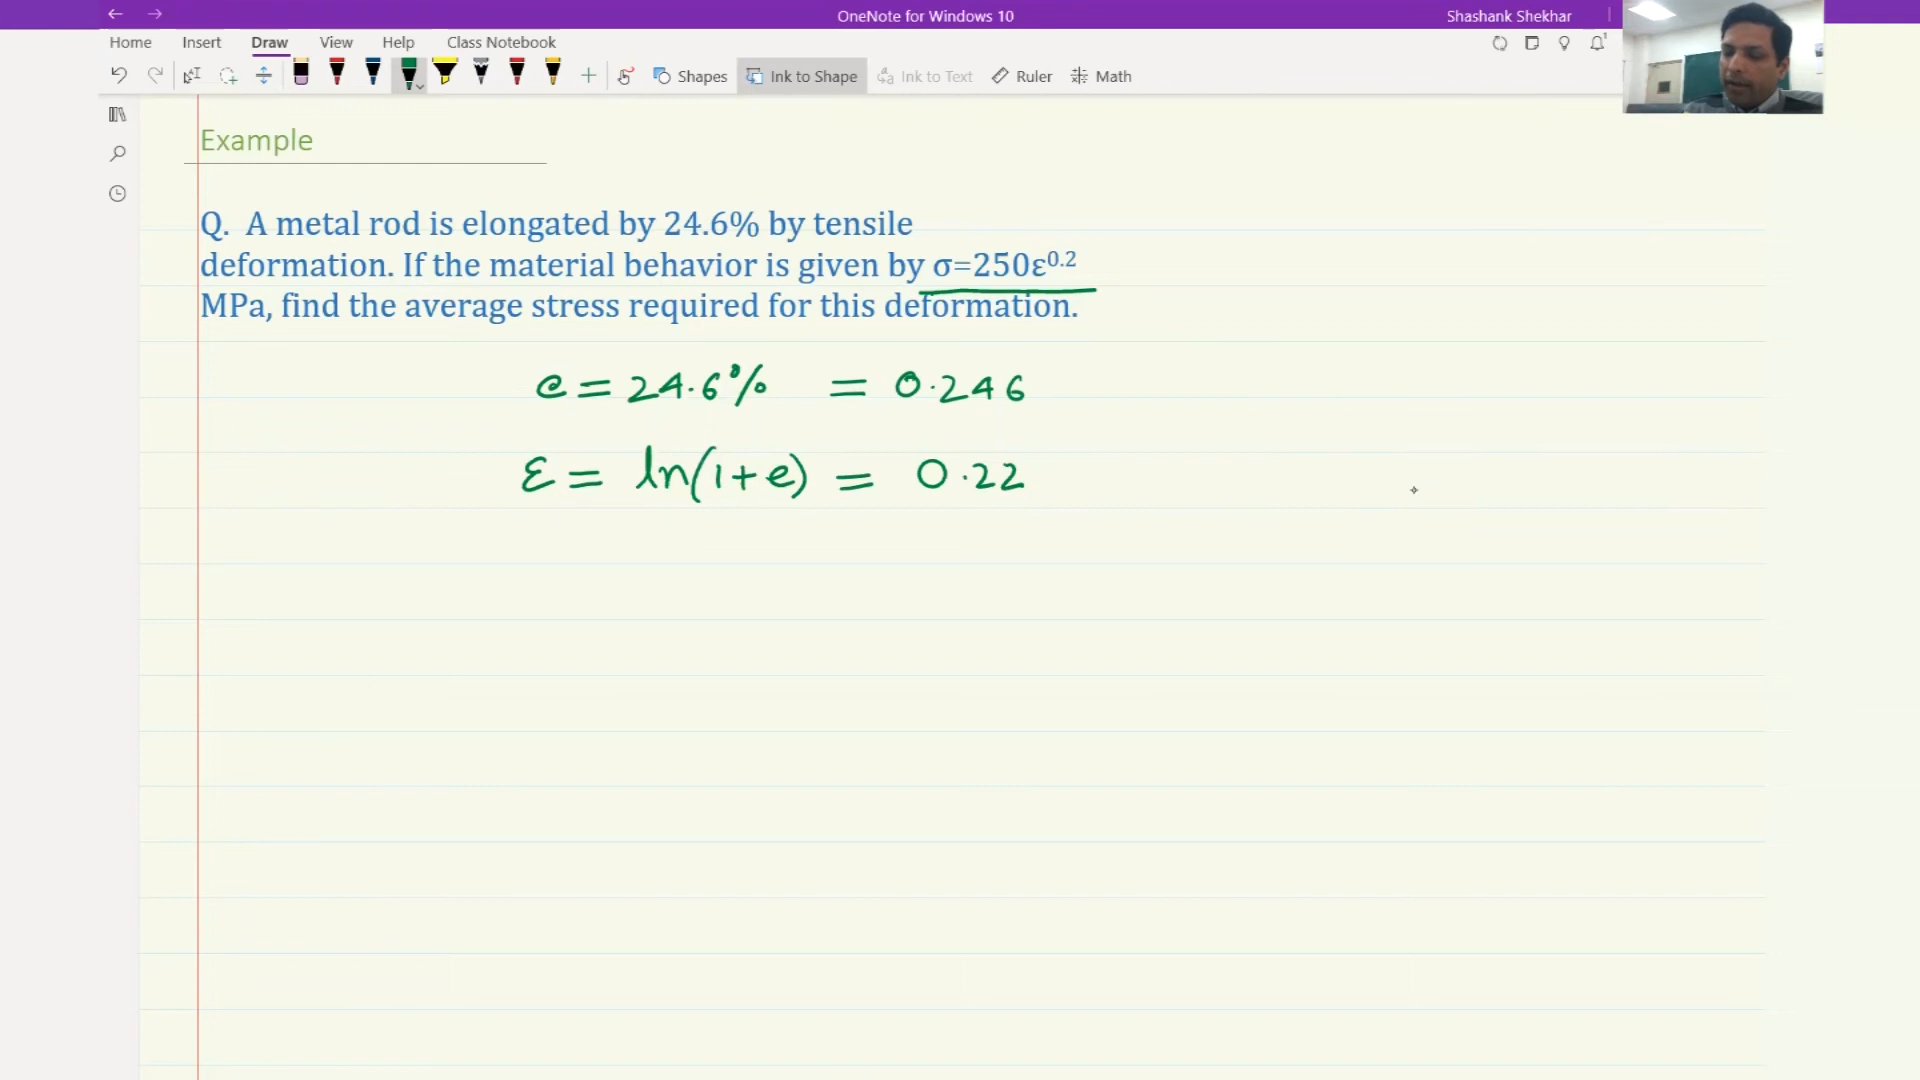 OneNote for Windows 10
Shashank Shekhar
Home Insert Draw View Help Class Notebook
Shapes Ink to Shape Ink to Text Ruler Math
Example
Q. A metal rod is elongated by 24.6% by tensile
deformation. If the material behavior is given by σ=250ε^0.2
MPa, find the average stress required for this deformation.
e = 24.6% = 0.246
ε = ln(1+e) = 0.22